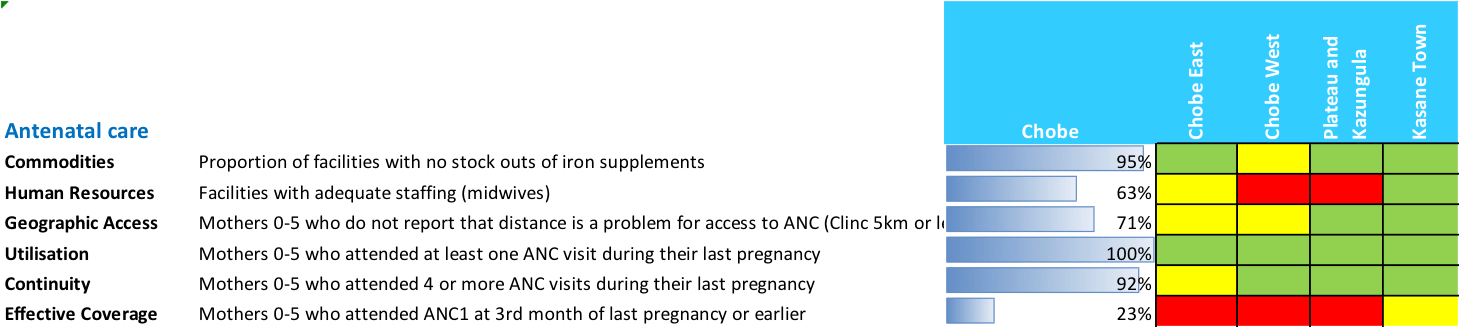 Chobe East
Chobe West
Plateau and
Kazungula
Kasane Town
Antenatal care
Chobe
Commodities Proportion of facilities with no stock outs of iron supplements 95%
Human Resources Facilities with adequate staffing (midwives) 63%
Geographic Access Mothers 0-5 who do not report that distance is a problem for access to ANC (Clinc 5km or le 71%
Utilisation Mothers 0-5 who attended at least one ANC visit during their last pregnancy 100%
Continuity Mothers 0-5 who attended 4 or more ANC visits during their last pregnancy 92%
Effective Coverage Mothers 0-5 who attended ANC1 at 3rd month of last pregnancy or earlier 23%